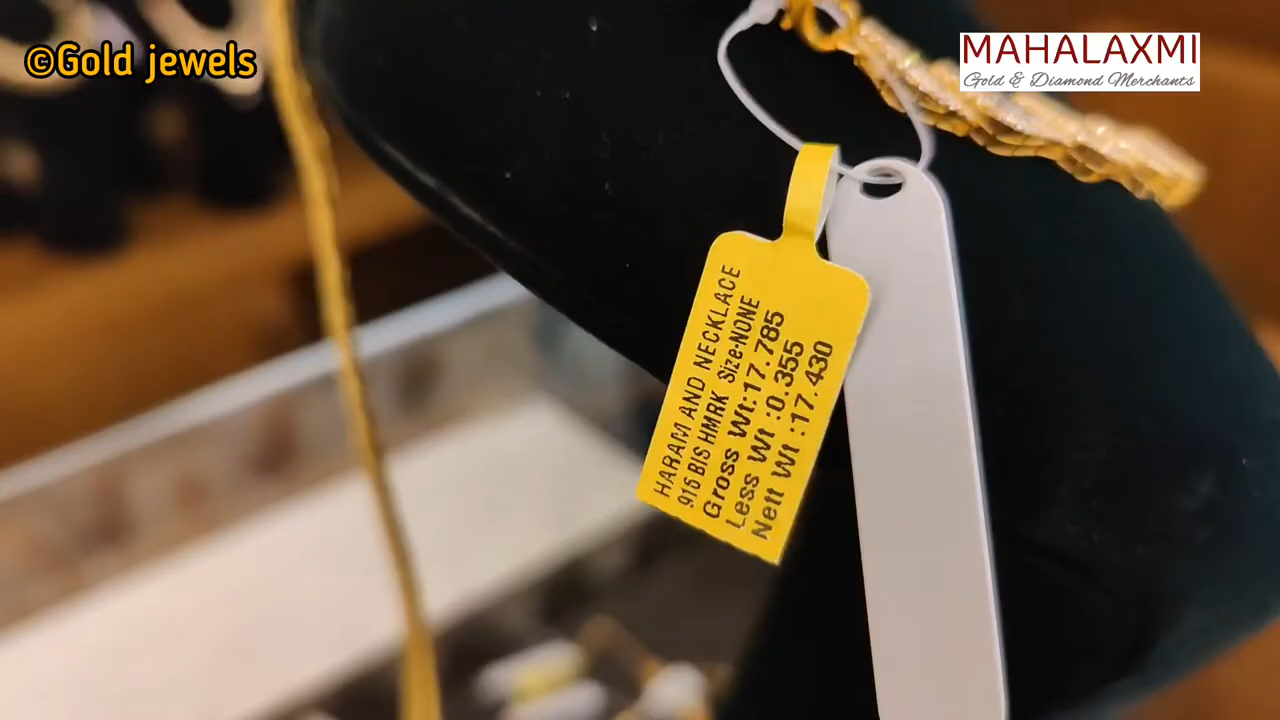 ©Gold jewels
MAHALAXMI
Gold & Diamond Merchants
HARAM AND NECKLACE
.916 BIS HMRK Size-NONE
Gross Wt:17.785
Less Wt :0.355
Nett Wt :17.430